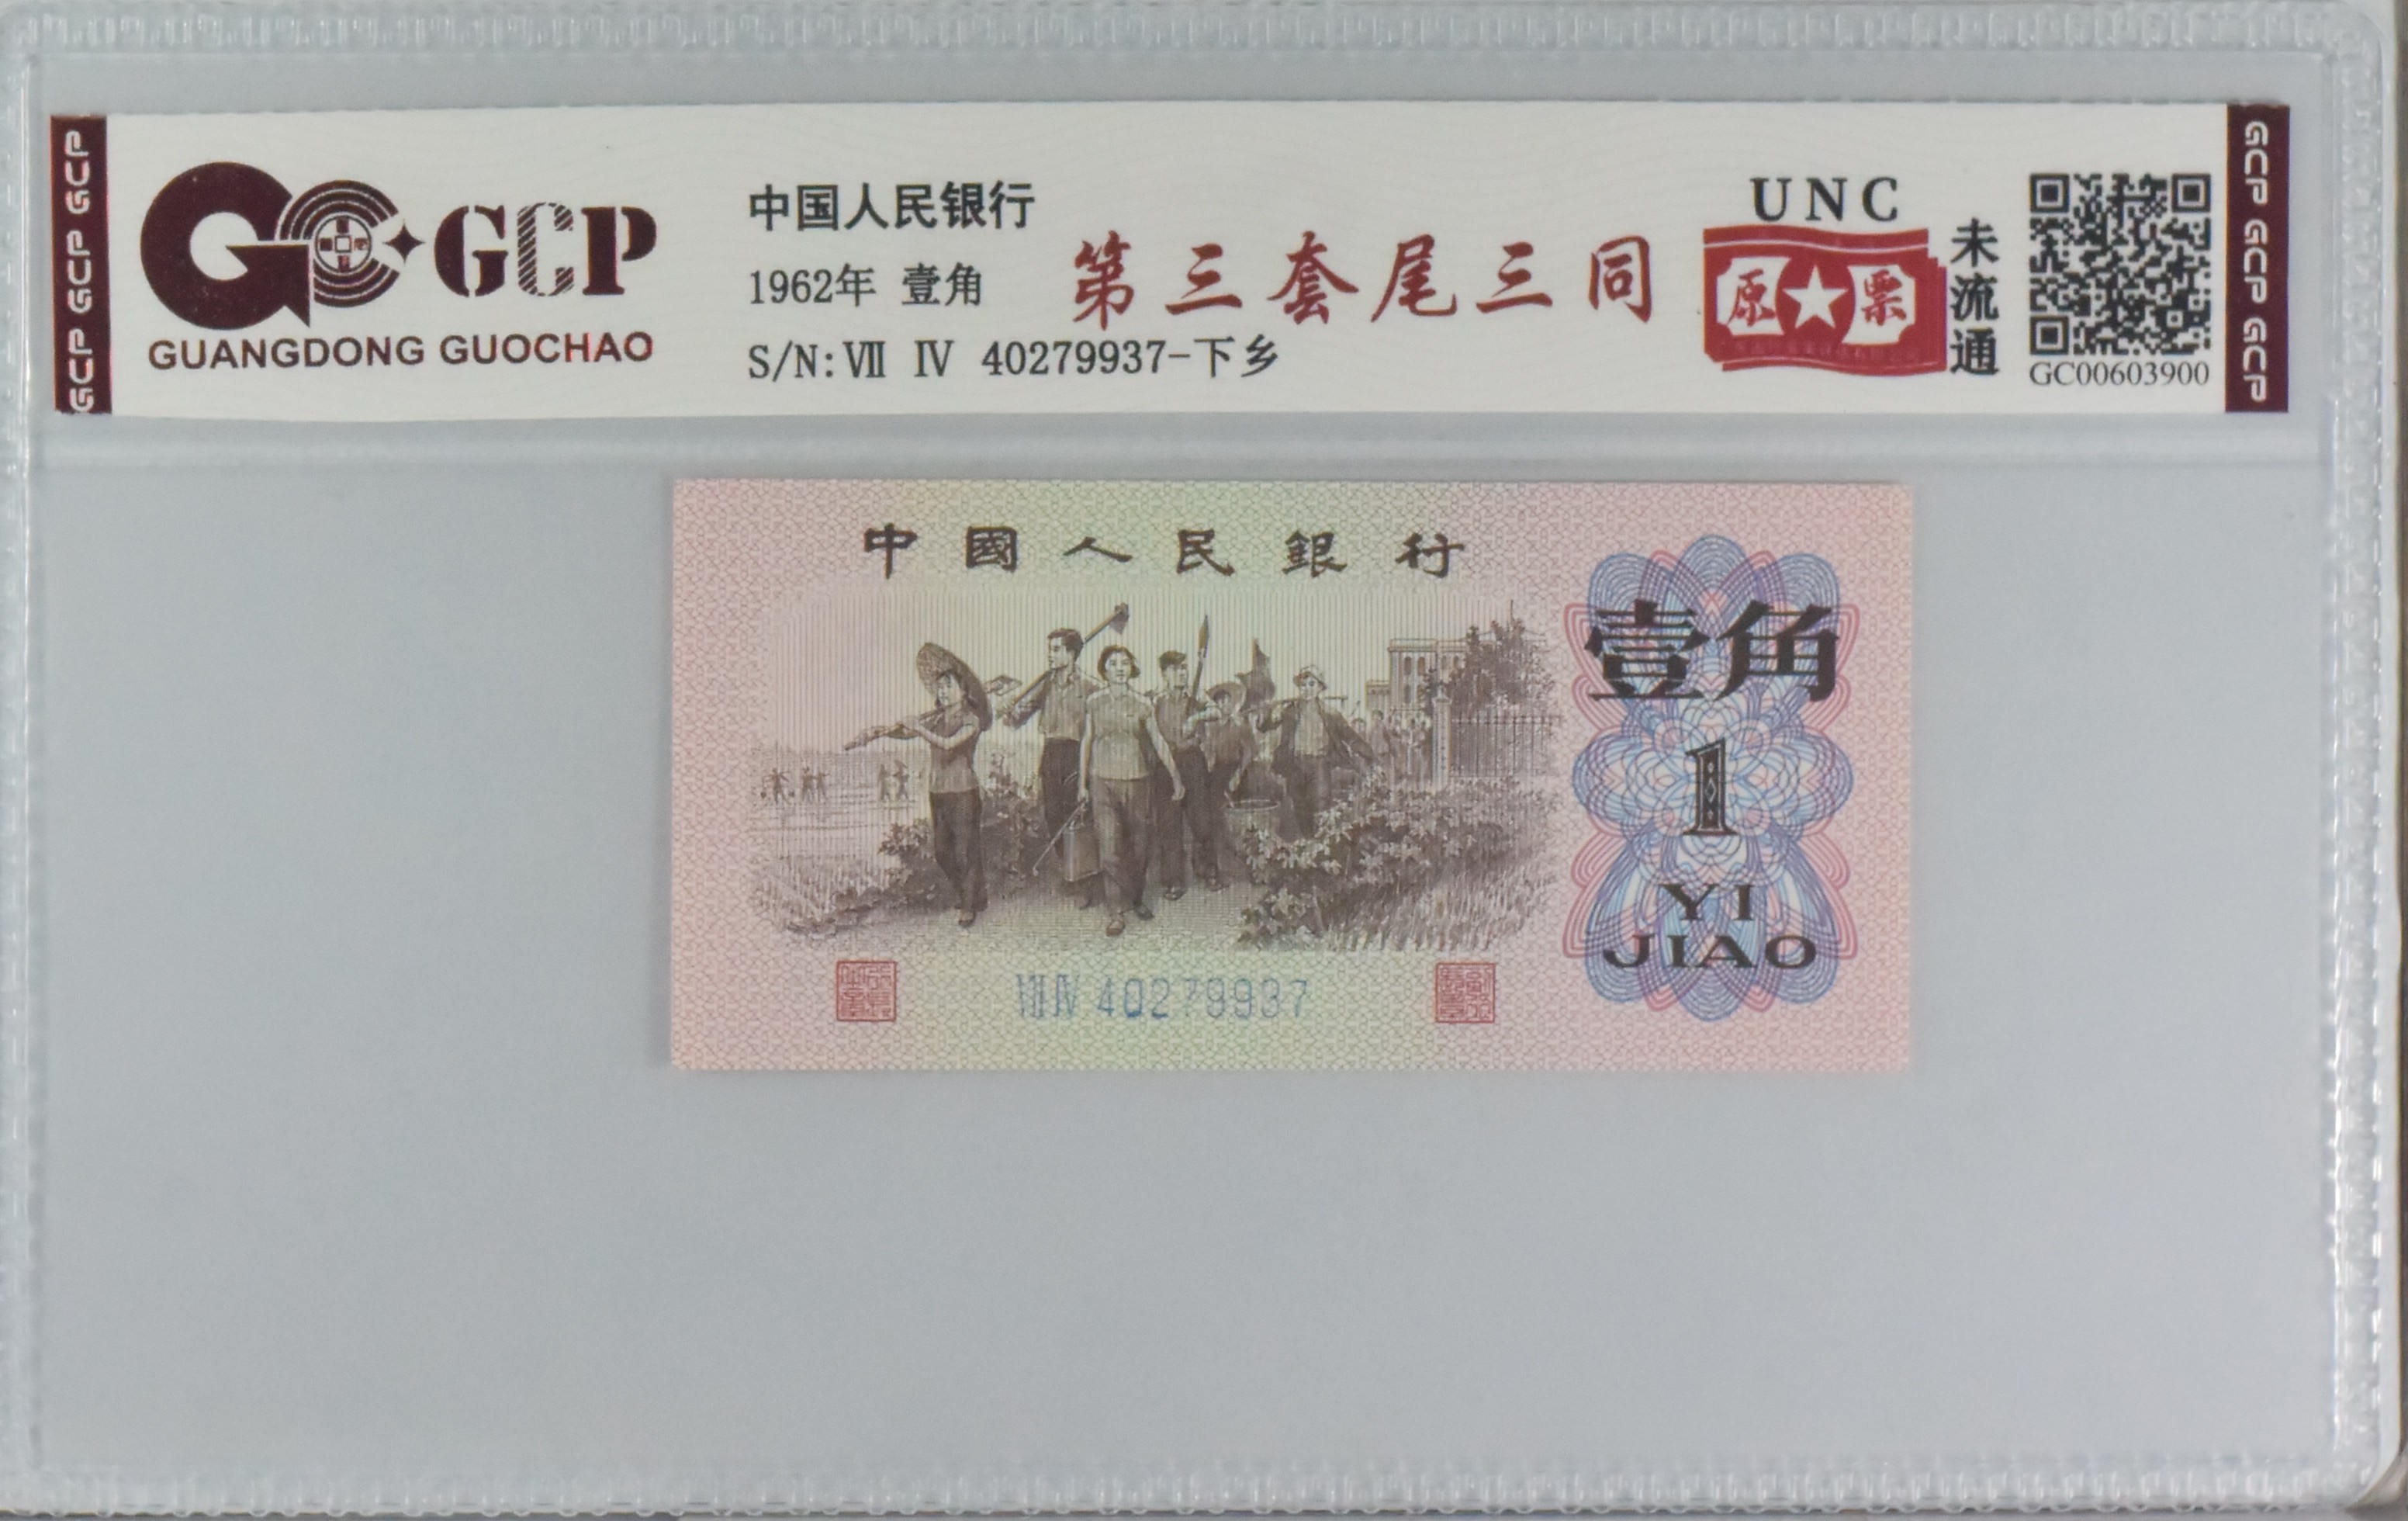 GCP GCP GCP
GCP
GUANGDONG GUOCHAO
中国人民银行
1962年 壹角
S/N:Ⅶ Ⅳ 40279937-下乡
第三套尾三同
UNC
原票
未流通
GC00603900
GCP GCP GCP
中國人民銀行
壹角
1
YI
JIAO
ⅦⅣ 40279937